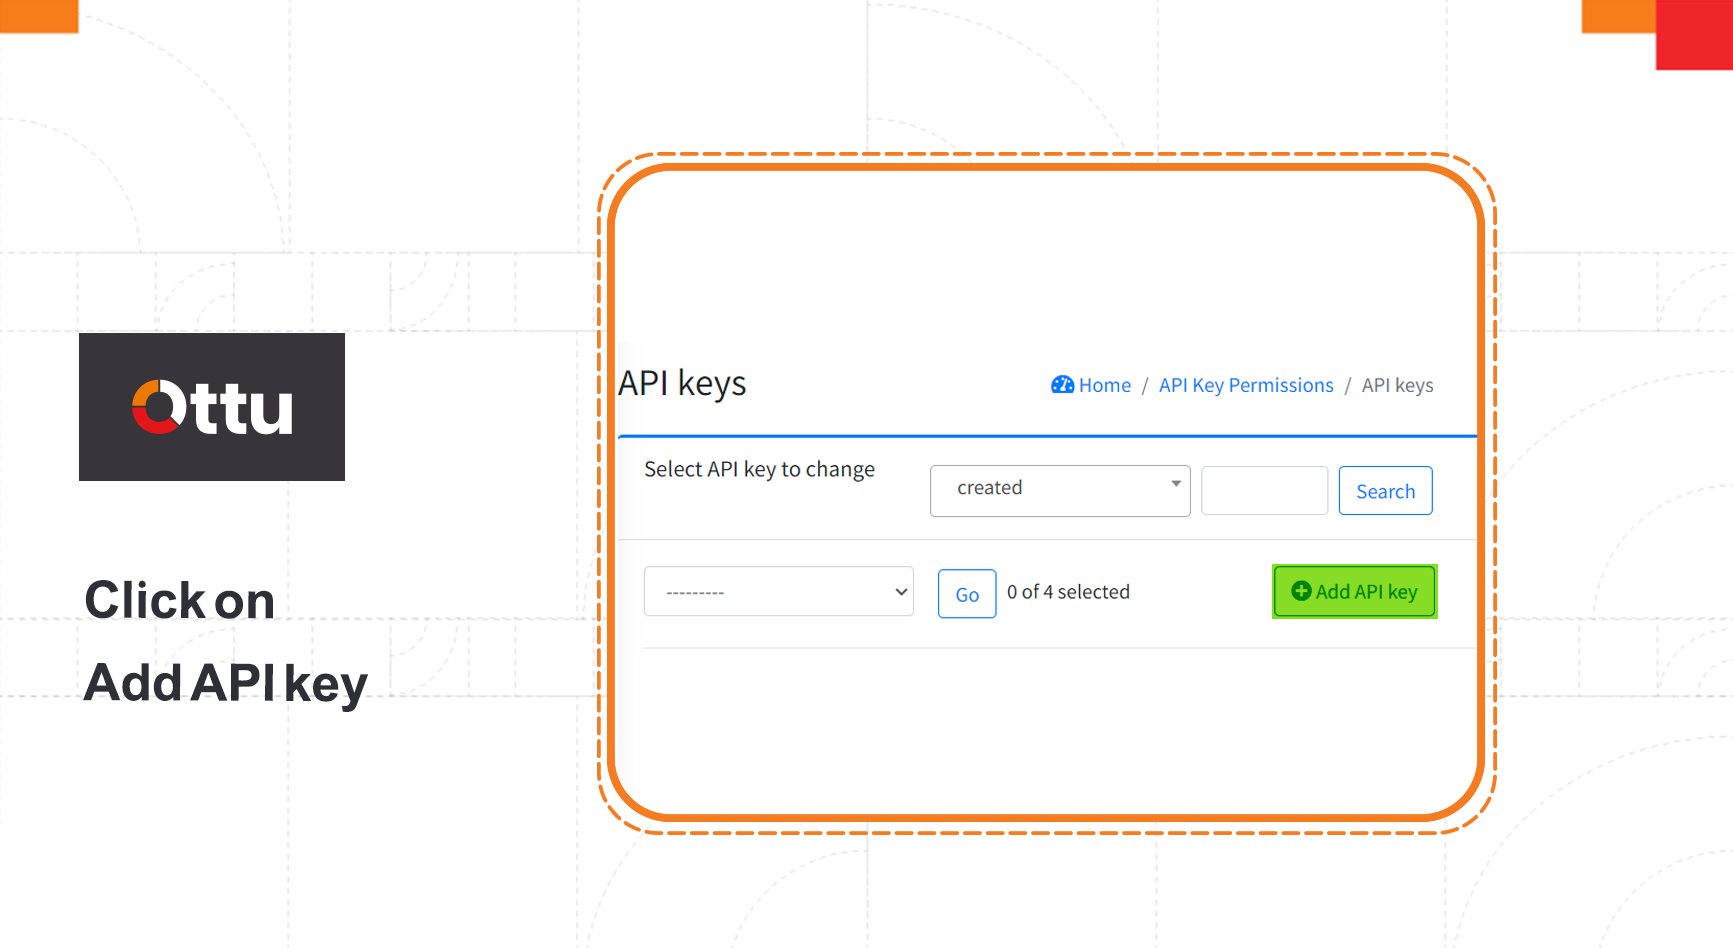 Ottu
Click on
Add API key
API keys
Home / API Key Permissions / API keys
Select API key to change
created
Search
---------
Go
0 of 4 selected
Add API key